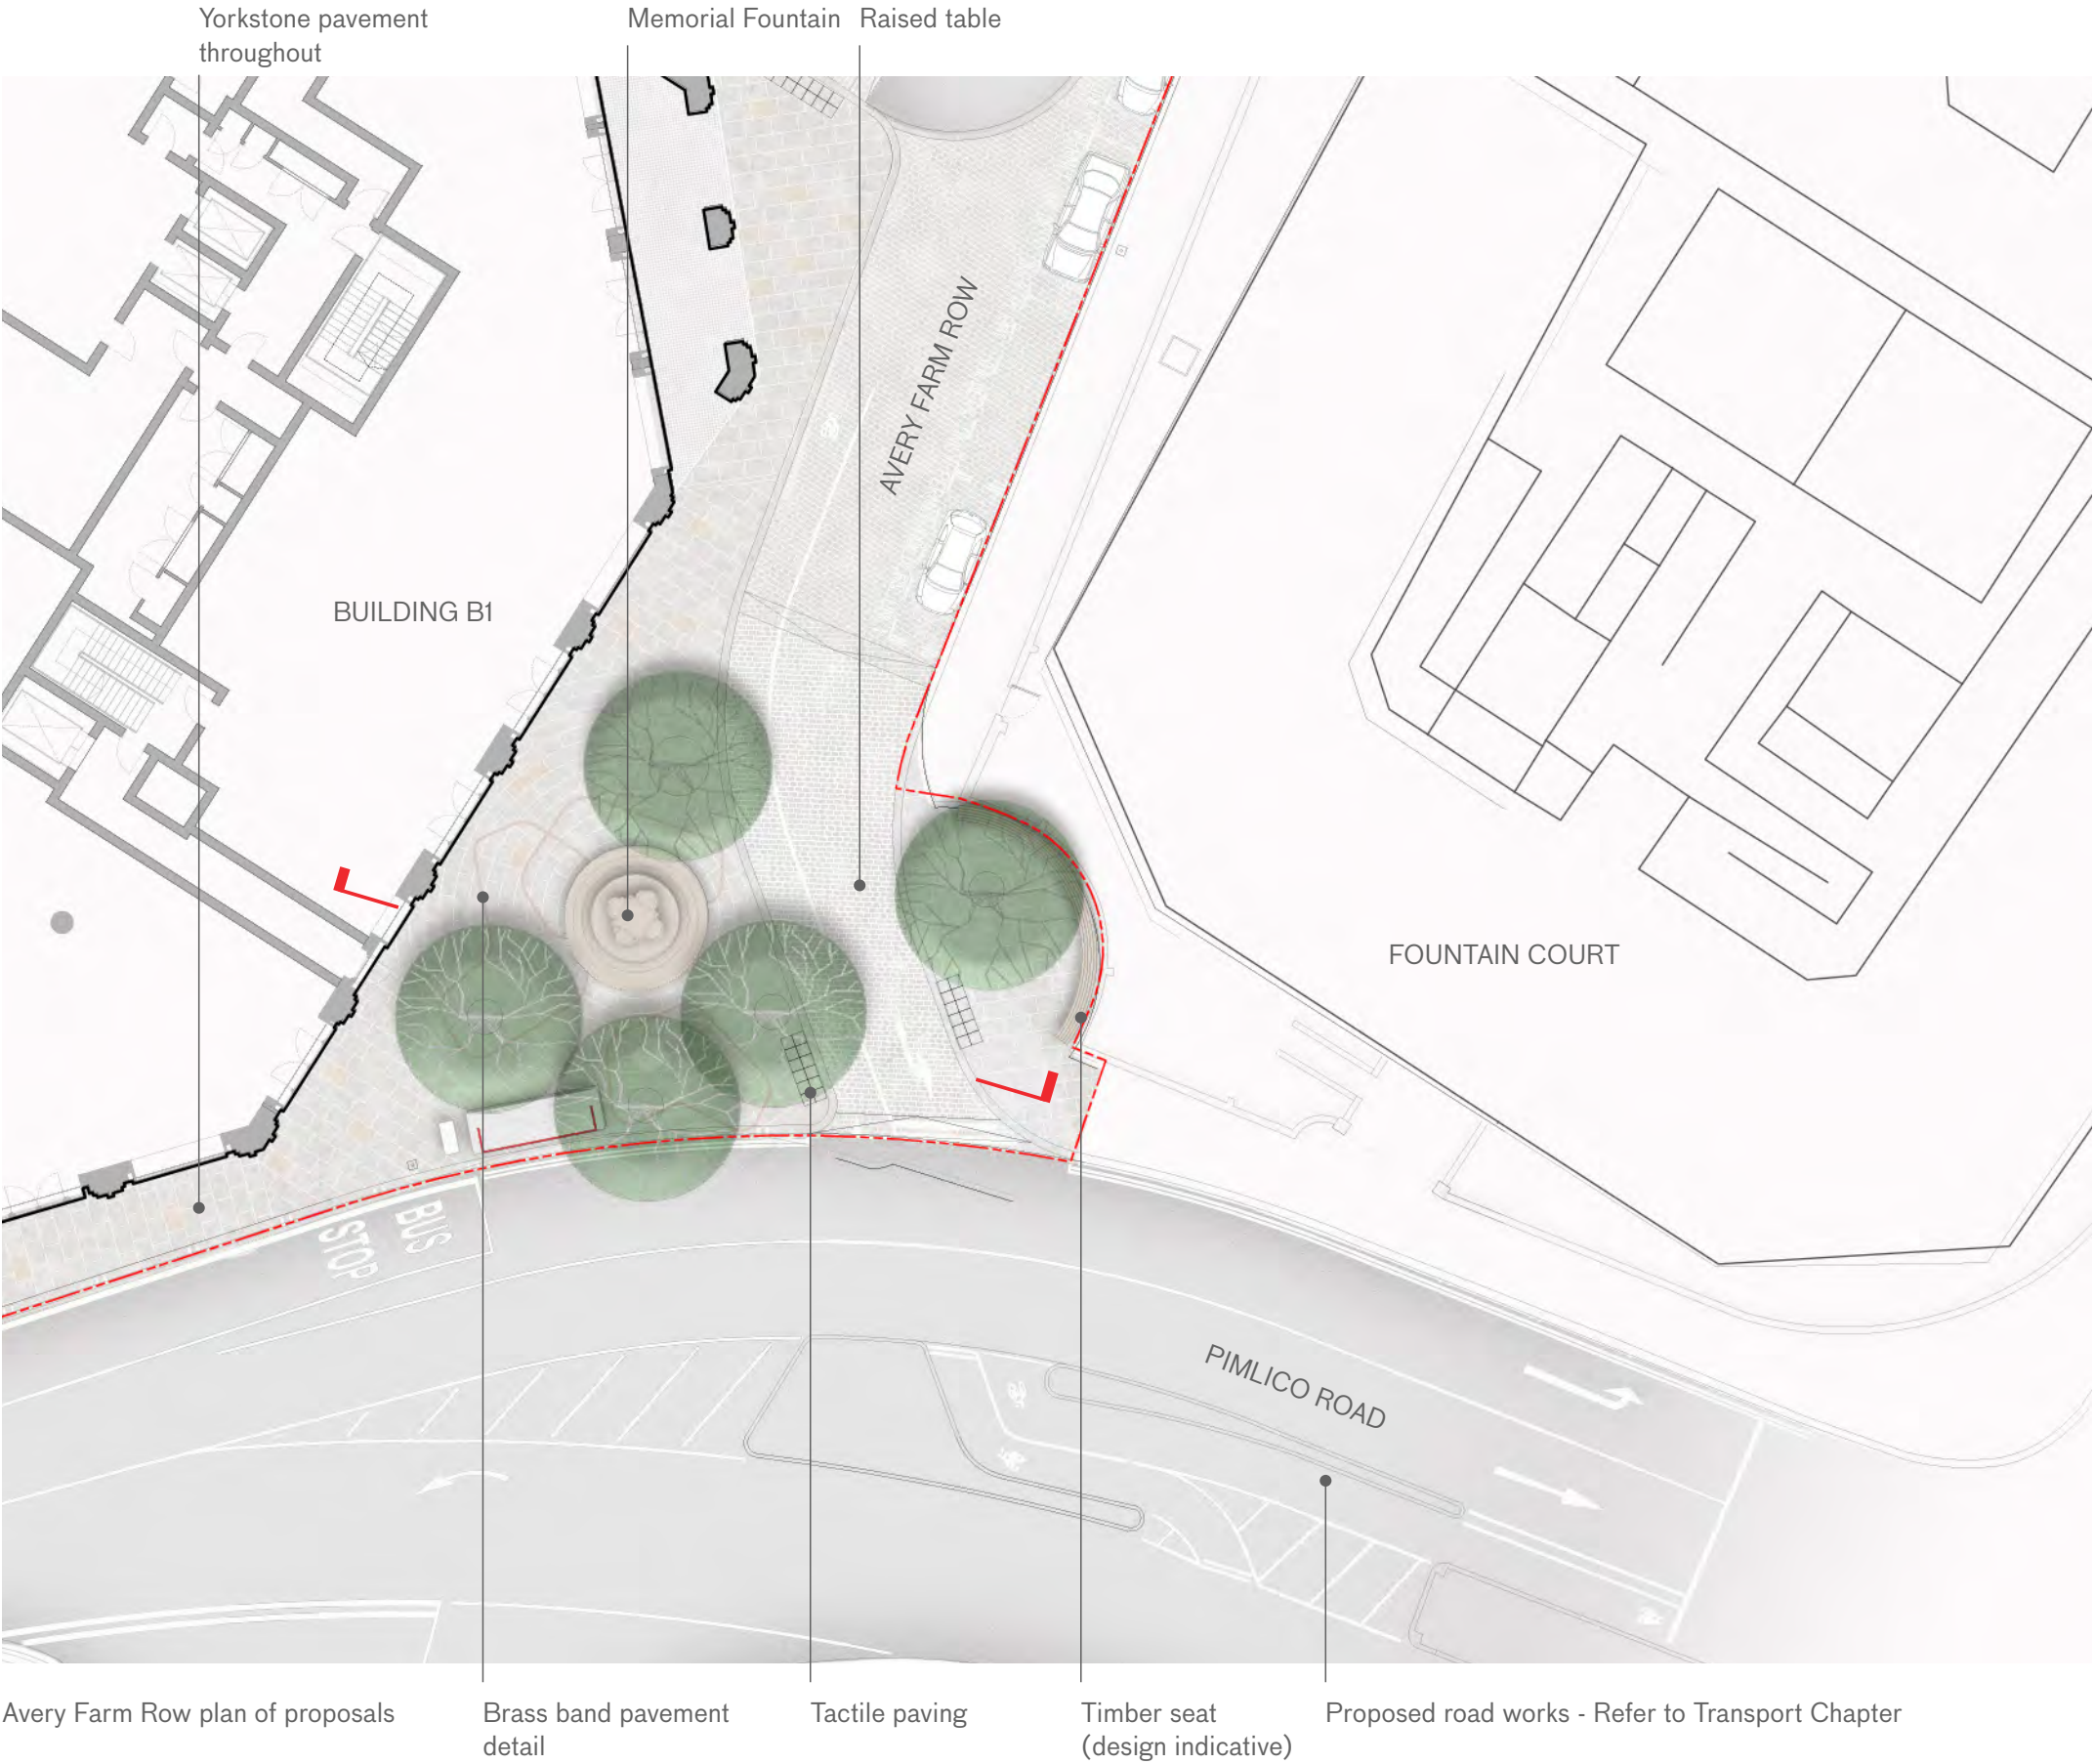 Yorkstone pavement
throughout
Memorial Fountain
Raised table
AVERY FARM ROW
BUILDING B1
FOUNTAIN COURT
BUS
STOP
PIMLICO ROAD
Avery Farm Row plan of proposals
Brass band pavement
detail
Tactile paving
Timber seat
(design indicative)
Proposed road works - Refer to Transport Chapter